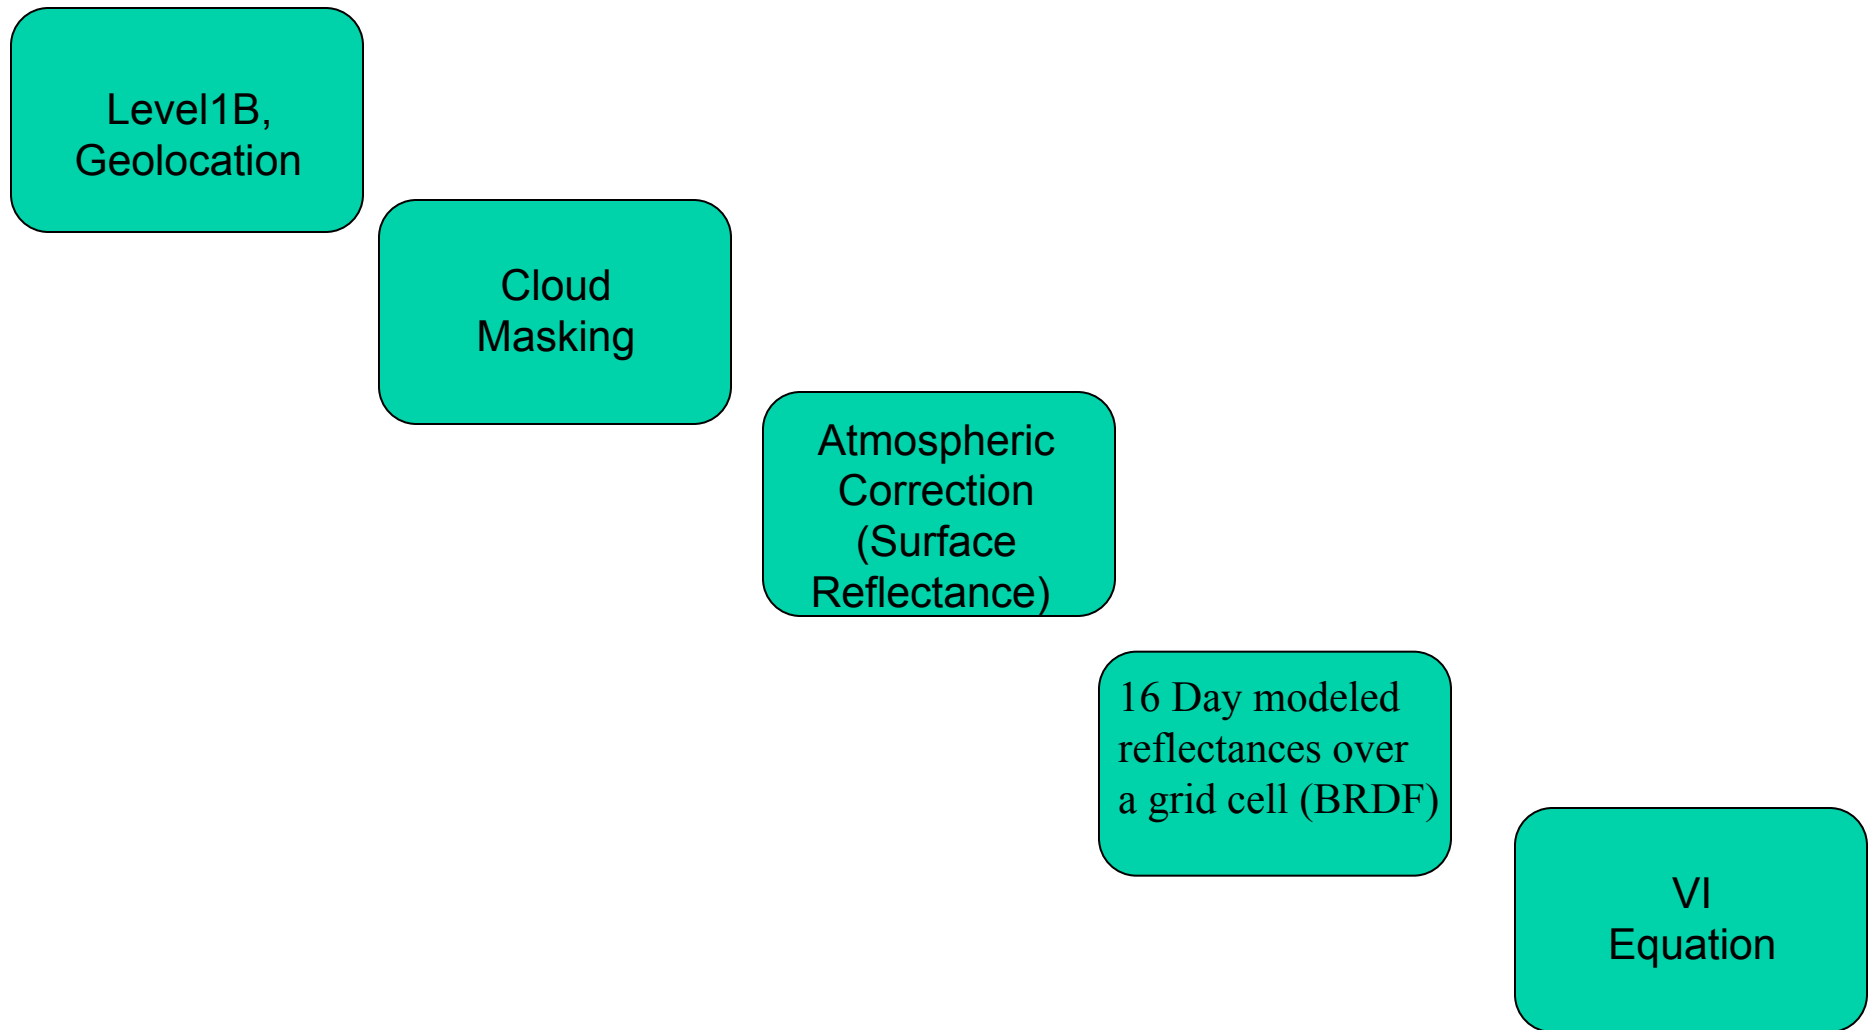 Level1B,
Geolocation
Cloud
Masking
Atmospheric
Correction
(Surface
Reflectance)
16 Day modeled
reflectances over
a grid cell (BRDF)
VI
Equation